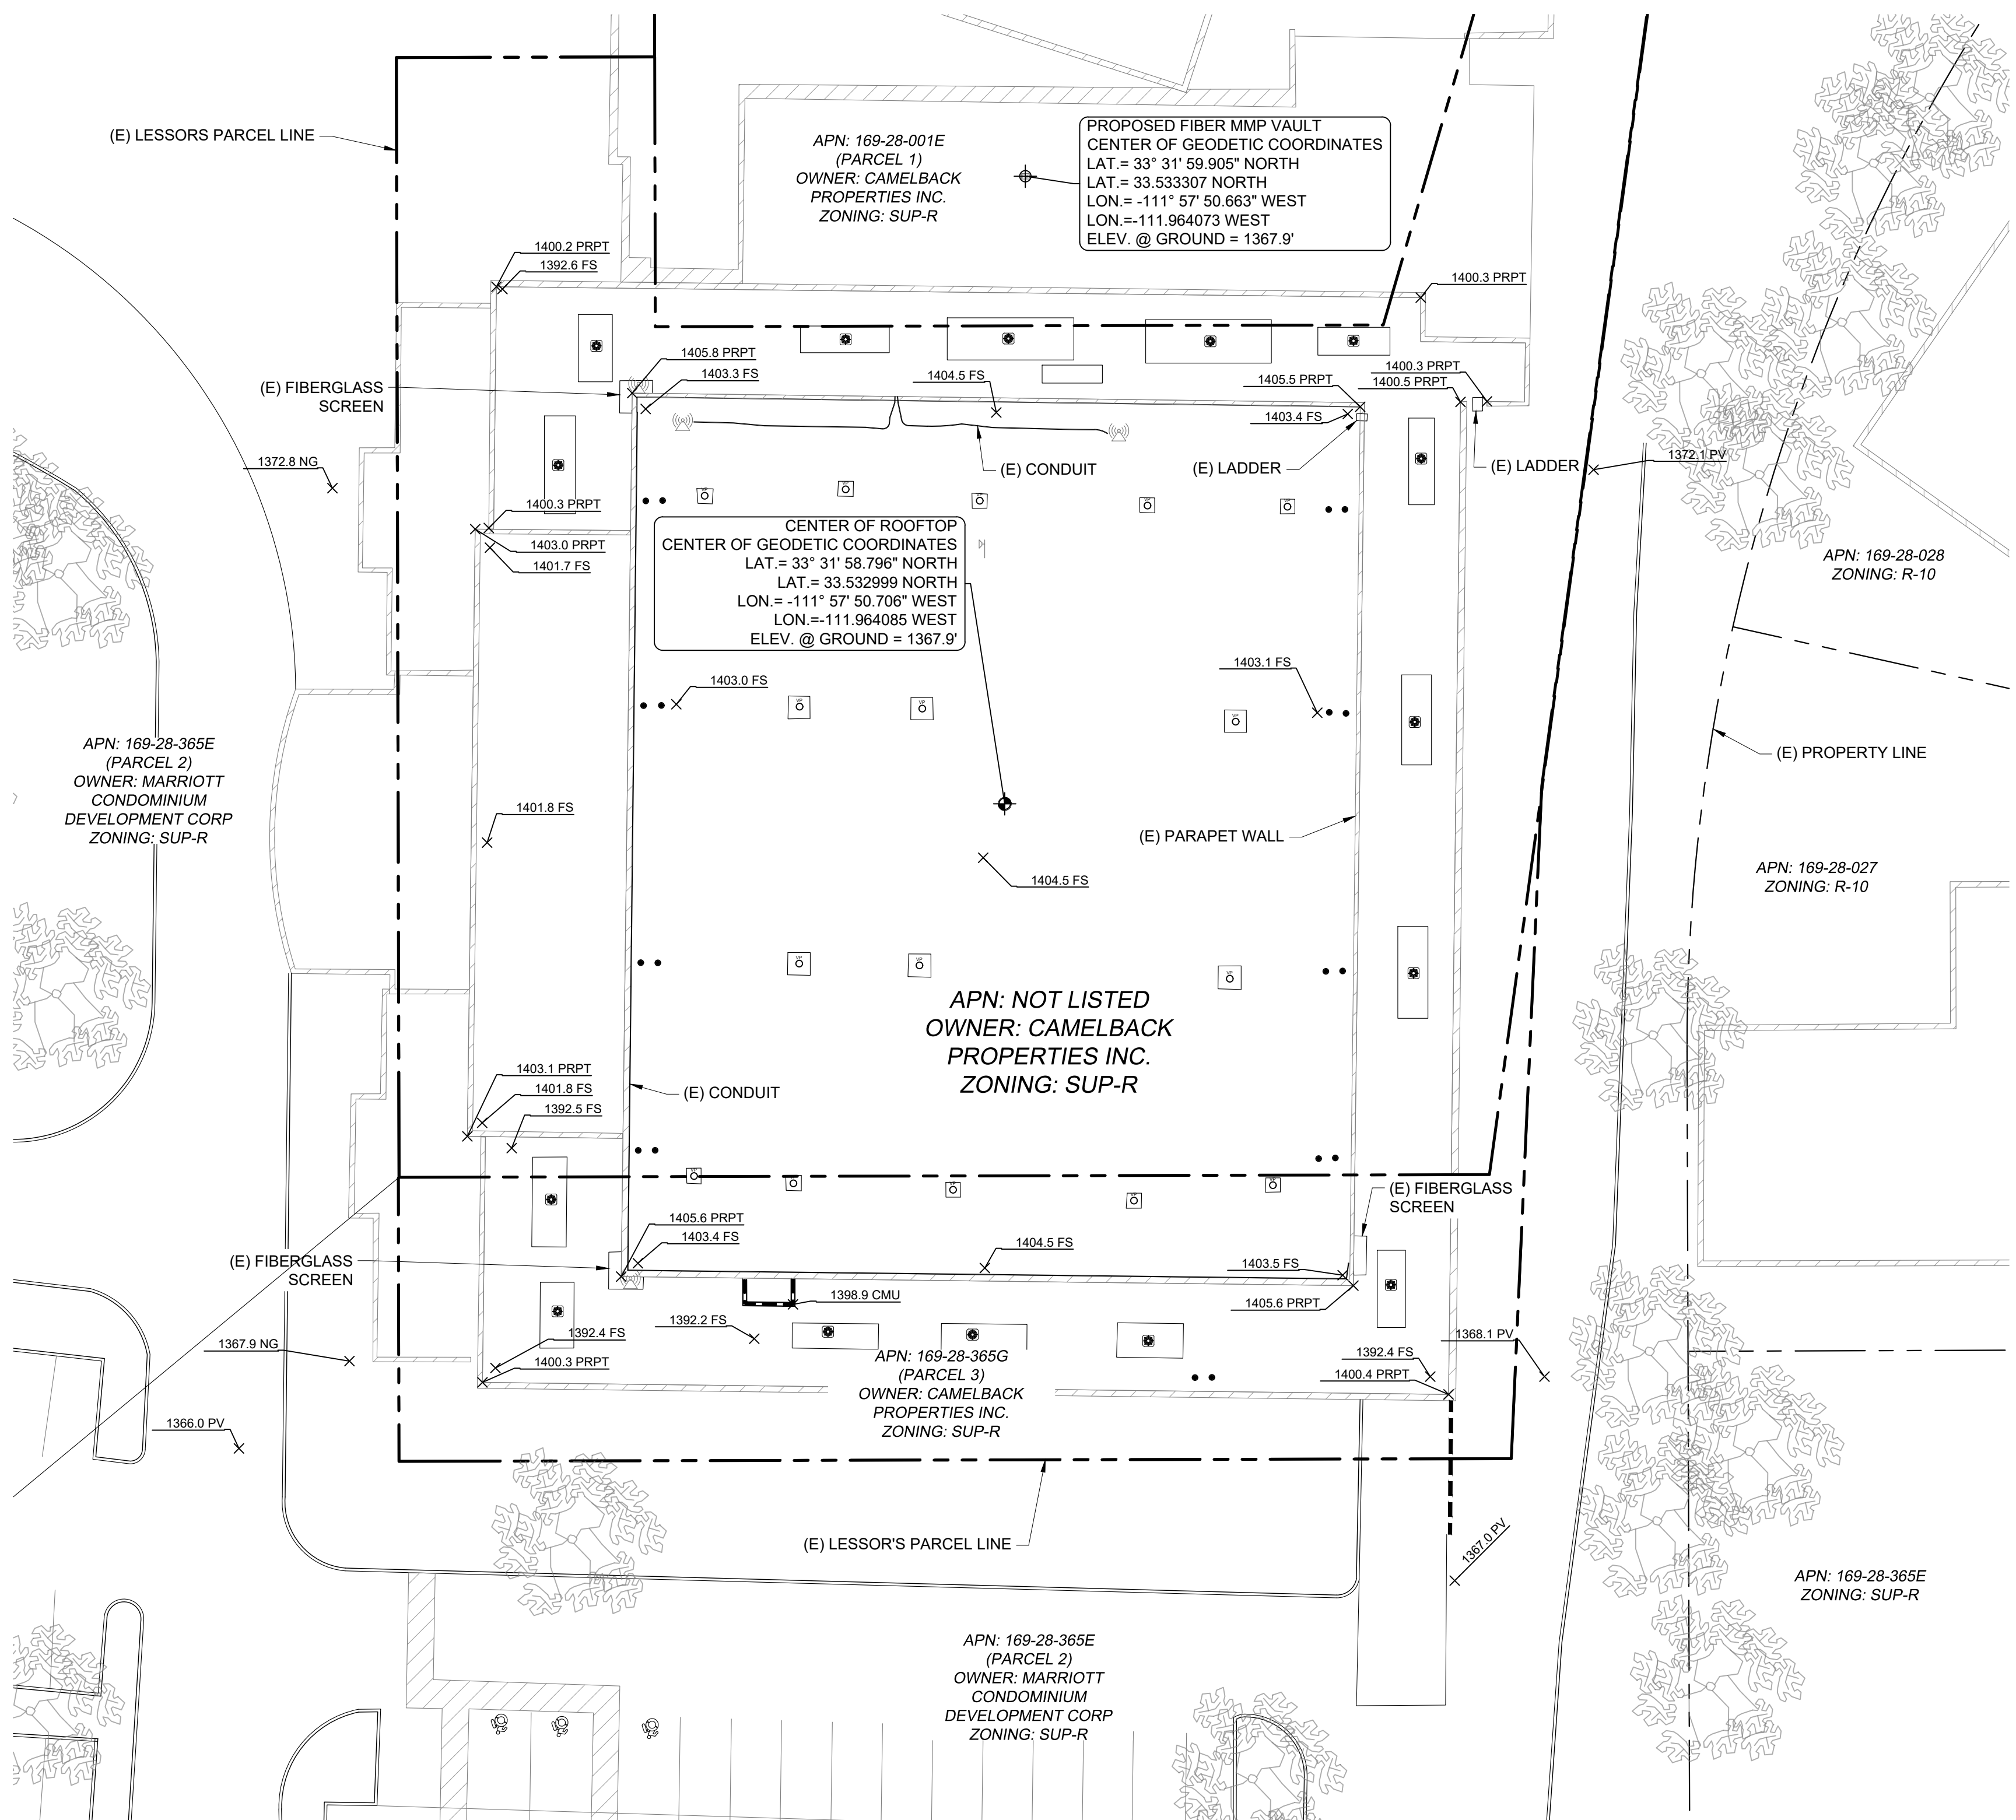 (E) LESSORS PARCEL LINE
APN: 169-28-001E
(PARCEL 1)
OWNER: CAMELBACK
PROPERTIES INC.
ZONING: SUP-R
PROPOSED FIBER MMP VAULT
CENTER OF GEODETIC COORDINATES
LAT.= 33° 31' 59.905" NORTH
LAT.= 33.533307 NORTH
LON.= -111° 57' 50.663" WEST
LON.=-111.964073 WEST
ELEV. @ GROUND = 1367.9'
1400.2 PRPT
1392.6 FS
1400.3 PRPT
1405.8 PRPT
1403.3 FS
1404.5 FS
1405.5 PRPT
1400.3 PRPT
1400.5 PRPT
1403.4 FS
(E) FIBERGLASS
SCREEN
1372.8 NG
(E) CONDUIT
(E) LADDER
(E) LADDER
1372.1 PV
1400.3 PRPT
1403.0 PRPT
1401.7 FS
CENTER OF ROOFTOP
CENTER OF GEODETIC COORDINATES
LAT.= 33° 31' 58.796" NORTH
LAT.= 33.532999 NORTH
LON.= -111° 57' 50.706" WEST
LON.=-111.964085 WEST
ELEV. @ GROUND = 1367.9'
APN: 169-28-028
ZONING: R-10
1403.0 FS
1403.1 FS
VP
VP
VP
(E) PROPERTY LINE
APN: 169-28-365E
(PARCEL 2)
OWNER: MARRIOTT
CONDOMINIUM
DEVELOPMENT CORP
ZONING: SUP-R
1401.8 FS
(E) PARAPET WALL
1404.5 FS
APN: 169-28-027
ZONING: R-10
VP
VP
VP
APN: NOT LISTED
OWNER: CAMELBACK
PROPERTIES INC.
ZONING: SUP-R
1403.1 PRPT
1401.8 FS
1392.5 FS
(E) CONDUIT
(E) FIBERGLASS
SCREEN
1405.6 PRPT
1403.4 FS
1404.5 FS
1403.5 FS
(E) FIBERGLASS
SCREEN
1398.9 CMU
1405.6 PRPT
1392.2 FS
1392.4 FS
1367.9 NG
1368.1 PV
1400.3 PRPT
1392.4 FS
1400.4 PRPT
APN: 169-28-365G
(PARCEL 3)
OWNER: CAMELBACK
PROPERTIES INC.
ZONING: SUP-R
1366.0 PV
(E) LESSOR'S PARCEL LINE
1367.0 PV
APN: 169-28-365E
ZONING: SUP-R
APN: 169-28-365E
(PARCEL 2)
OWNER: MARRIOTT
CONDOMINIUM
DEVELOPMENT CORP
ZONING: SUP-R